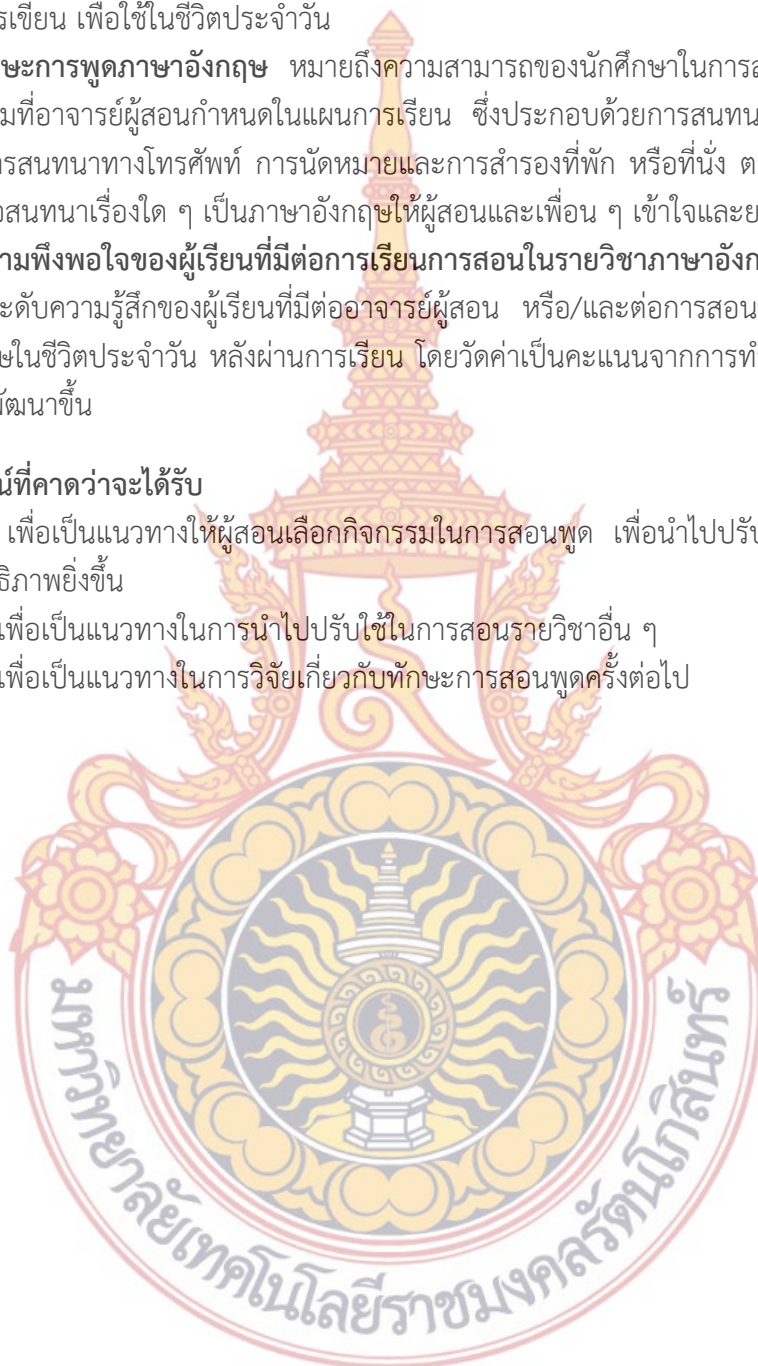 รเขียน เพื่อใช้ในชีวิตประจำวัน
ษะการพูดภาษาอังกฤษ หมายถึงความสามารถของนักศึกษาในการส
มที่อาจารย์ผู้สอนกำหนดในแผนการเรียน ซึ่งประกอบด้วยการสนทน
ารสนทนาทางโทรศัพท์ การนัดหมายและการสำรองที่พัก หรือที่นั่ง ต
อสนทนาเรื่องใด ๆ เป็นภาษาอังกฤษให้ผู้สอนและเพื่อน ๆ เข้าใจและย
ามพึงพอใจของผู้เรียนที่มีต่อการเรียนการสอนในรายวิชาภาษาอังก
ะดับความรู้สึกของผู้เรียนที่มีต่ออาจารย์ผู้สอน หรือ/และต่อการสอน
ษในชีวิตประจำวัน หลังผ่านการเรียน โดยวัดค่าเป็นคะแนนจากการทำ
พัฒนาขึ้น
น์ที่คาดว่าจะได้รับ
เพื่อเป็นแนวทางให้ผู้สอนเลือกกิจกรรมในการสอนพูด เพื่อนำไปปรับ
ธิภาพยิ่งขึ้น
เพื่อเป็นแนวทางในการนำไปปรับใช้ในการสอนรายวิชาอื่น ๆ
เพื่อเป็นแนวทางในการวิจัยเกี่ยวกับทักษะการสอนพูดครั้งต่อไป
มหาวิทยาลัยเทคโนโลยีราชมงคลรัตนโกสินทร์